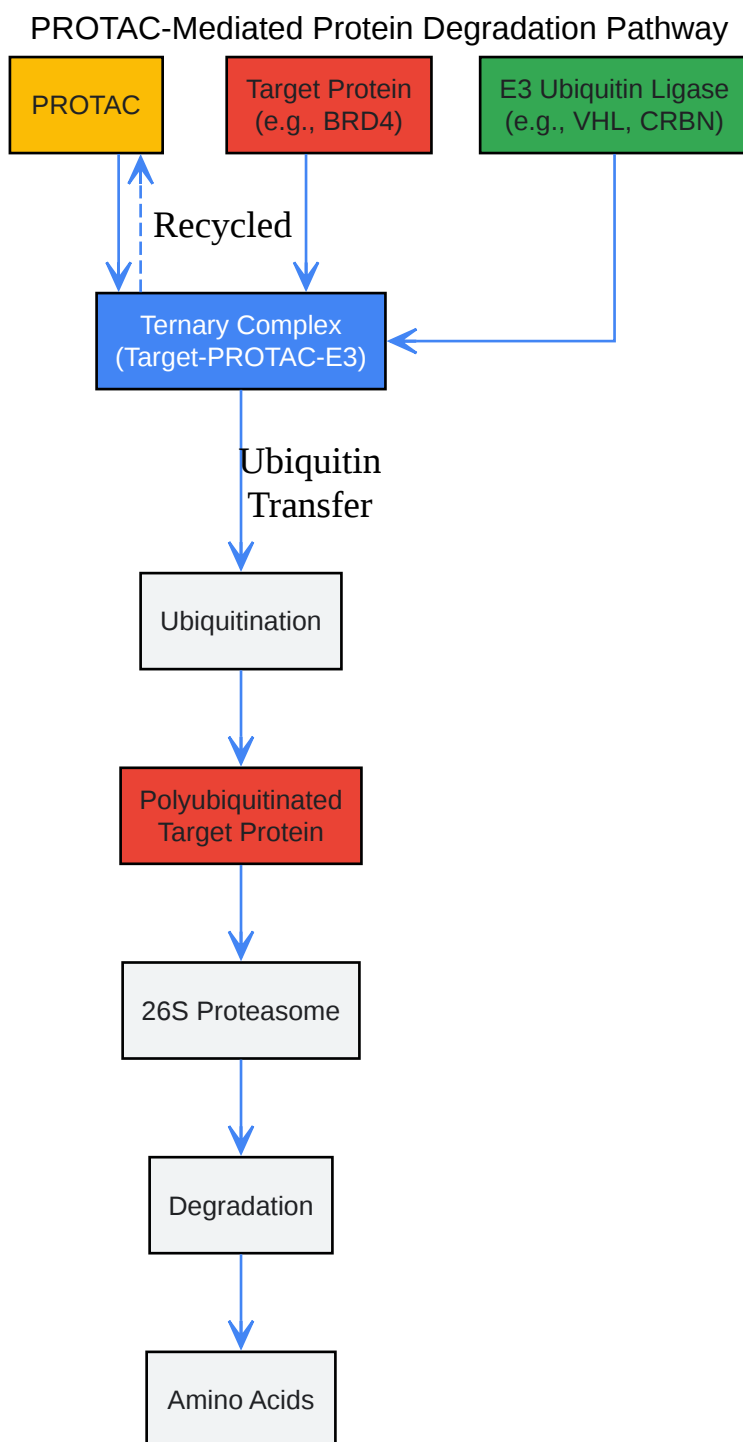 PROTAC-Mediated Protein Degradation Pathway
PROTAC
Target Protein
(e.g., BRD4)
E3 Ubiquitin Ligase
(e.g., VHL, CRBN)
Recycled
Ternary Complex
(Target-PROTAC-E3)
Ubiquitin
Transfer
Ubiquitination
Polyubiquitinated
Target Protein
26S Proteasome
Degradation
Amino Acids